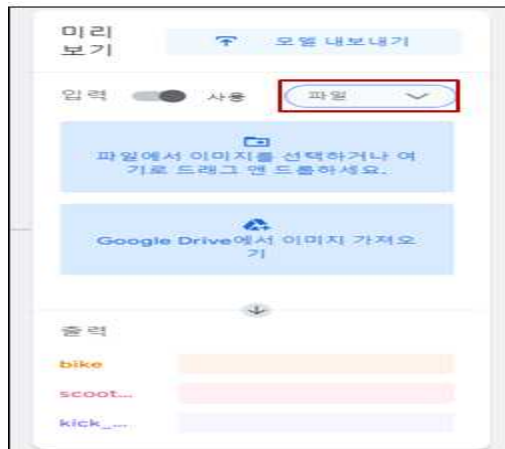 미리
보기
모델 내보내기
입력
사용
파일
파일에서 이미지를 선택하거나 여
기로 드래그 앤 드롭하세요.
Google Drive에서 이미지 가져오
기
출력
bike
scoot...
kick_...